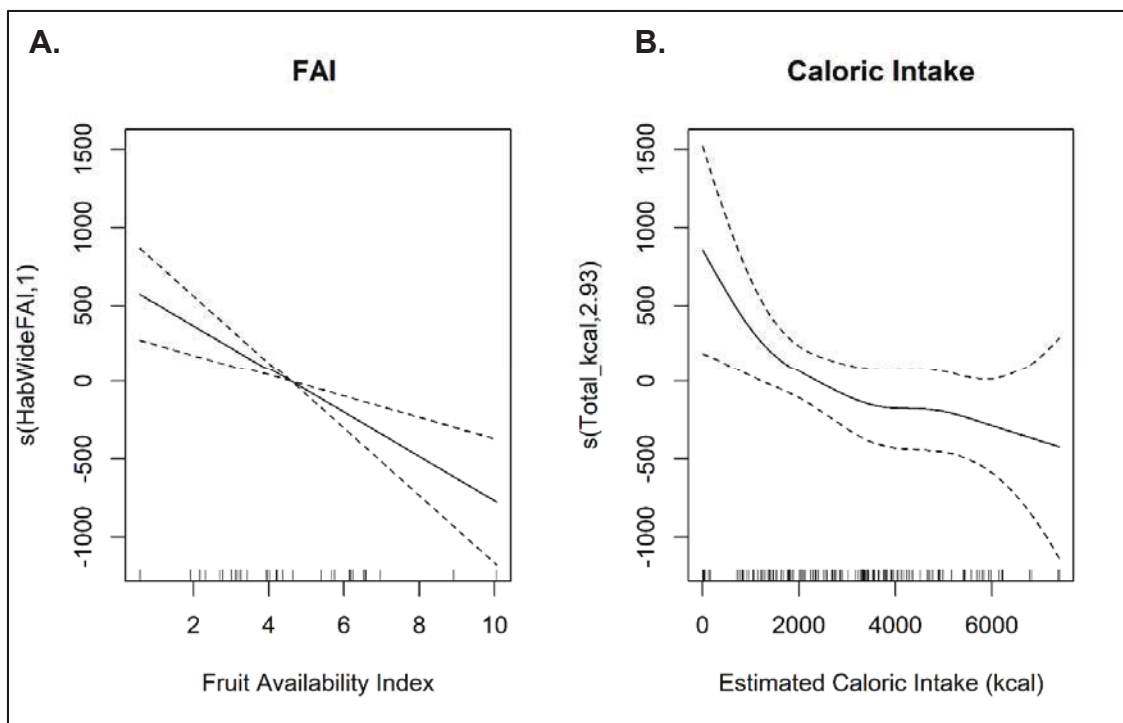 A.
FAI
s(HabWideFAI,1)
1500
1000
500
0
-500
-1000
2
4
6
8
10
Fruit Availability Index
B.
Caloric Intake
s(Total_kcal,2.93)
1500
1000
500
0
-500
-1000
0
2000
4000
6000
Estimated Caloric Intake (kcal)